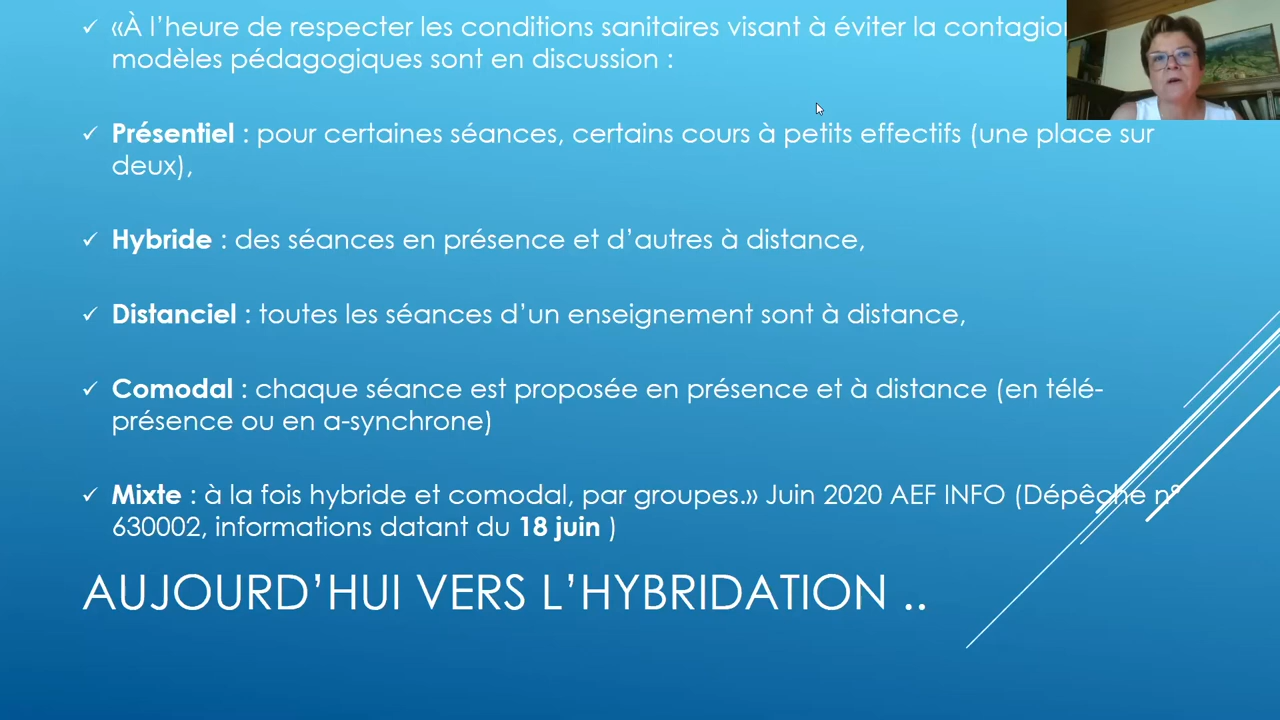 «À l'heure de respecter les conditions sanitaires visant à éviter la
modèles pédagogiques sont en discussion :
Présentiel : pour certaines séances, certains cours à petits effectifs (une place sur
deux),
Hybride : des séances en présence et d'autres à distance,
Distanciel : toutes les séances d'un enseignement sont à distance,
Comodal : chaque séance est proposée en présence et à distance (en télé-
présence ou en a-synchrone)
Mixte : à la fois hybride et comodal, par groupes.» Juin 2020 AEF INFO (Dépêche n°
630002, informations datant du 18 juin )
AUJOURD'HUI VERS L'HYBRIDATION ..